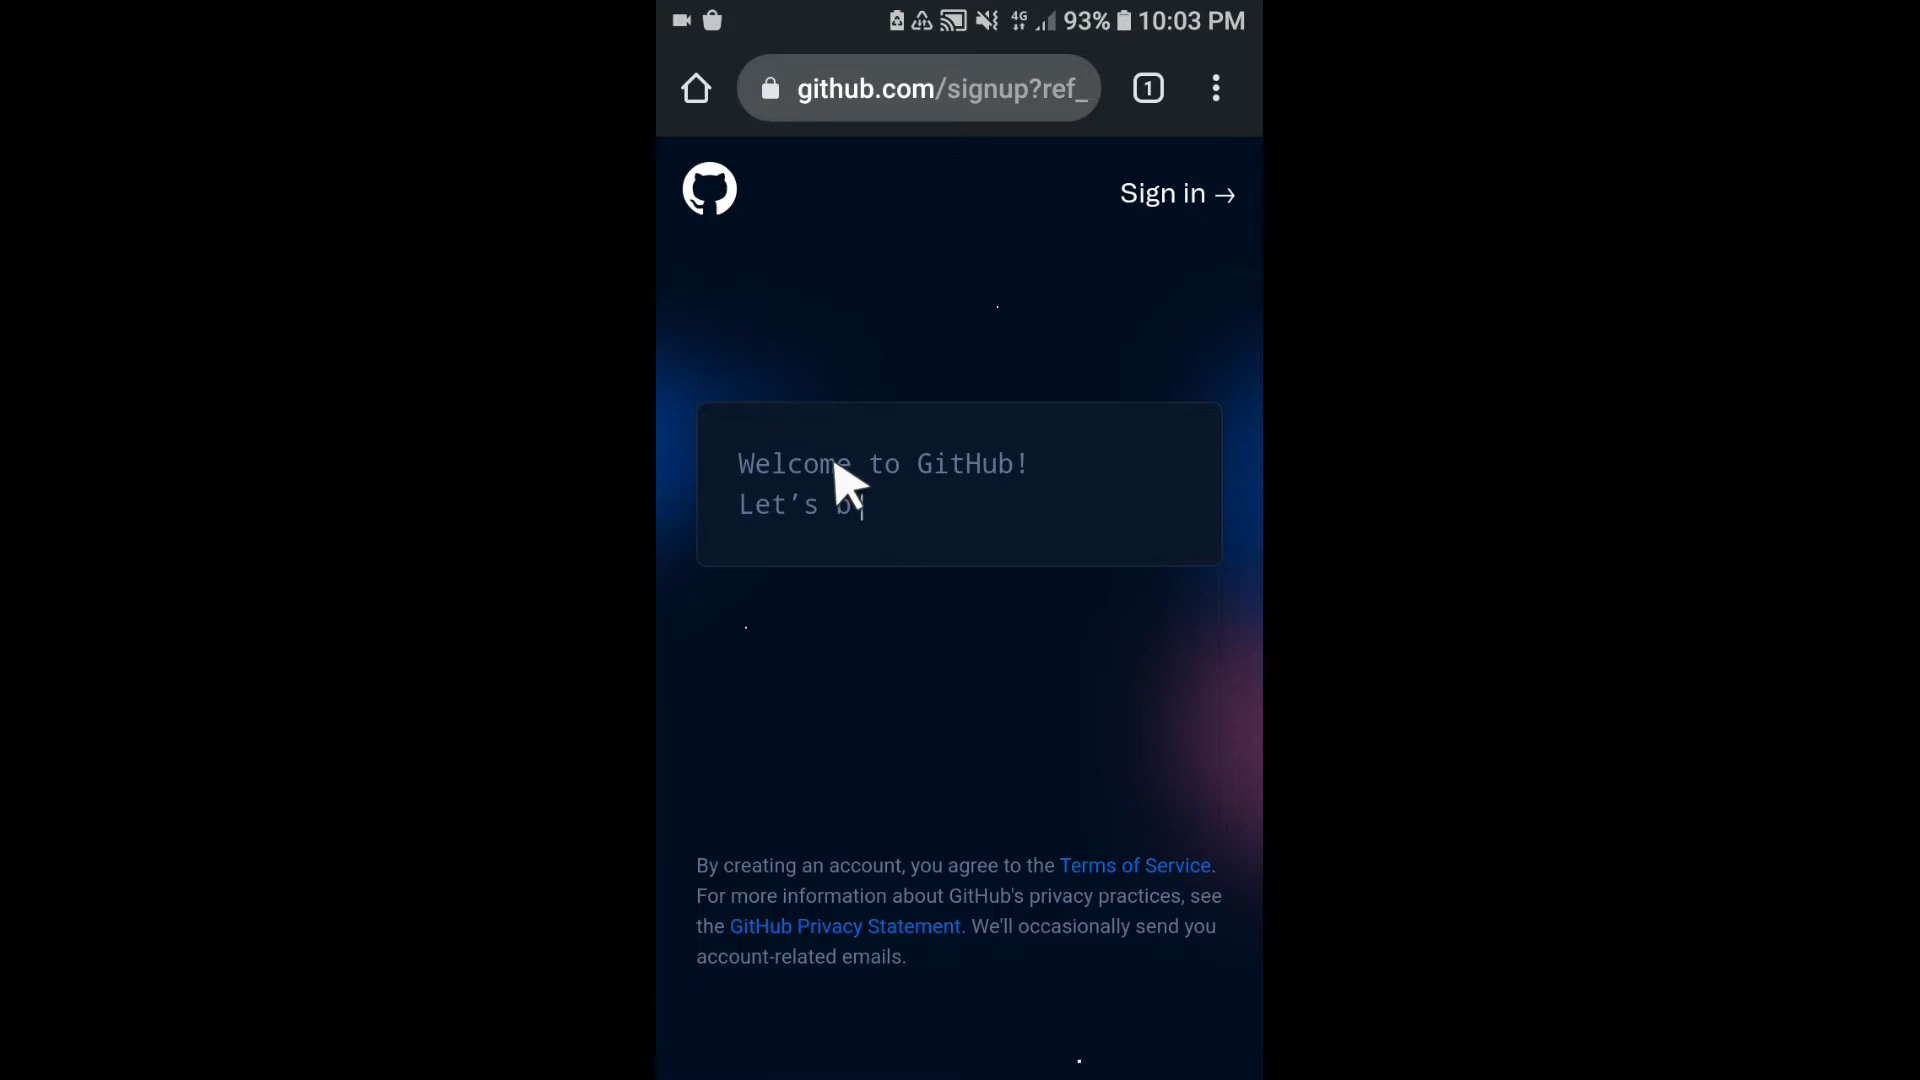 4G 93% 10:03 PM
github.com/signup?ref_
1
Sign in →
Welcome to GitHub!
Let’s b
By creating an account, you agree to the Terms of Service.
For more information about GitHub's privacy practices, see
the GitHub Privacy Statement. We'll occasionally send you
account-related emails.